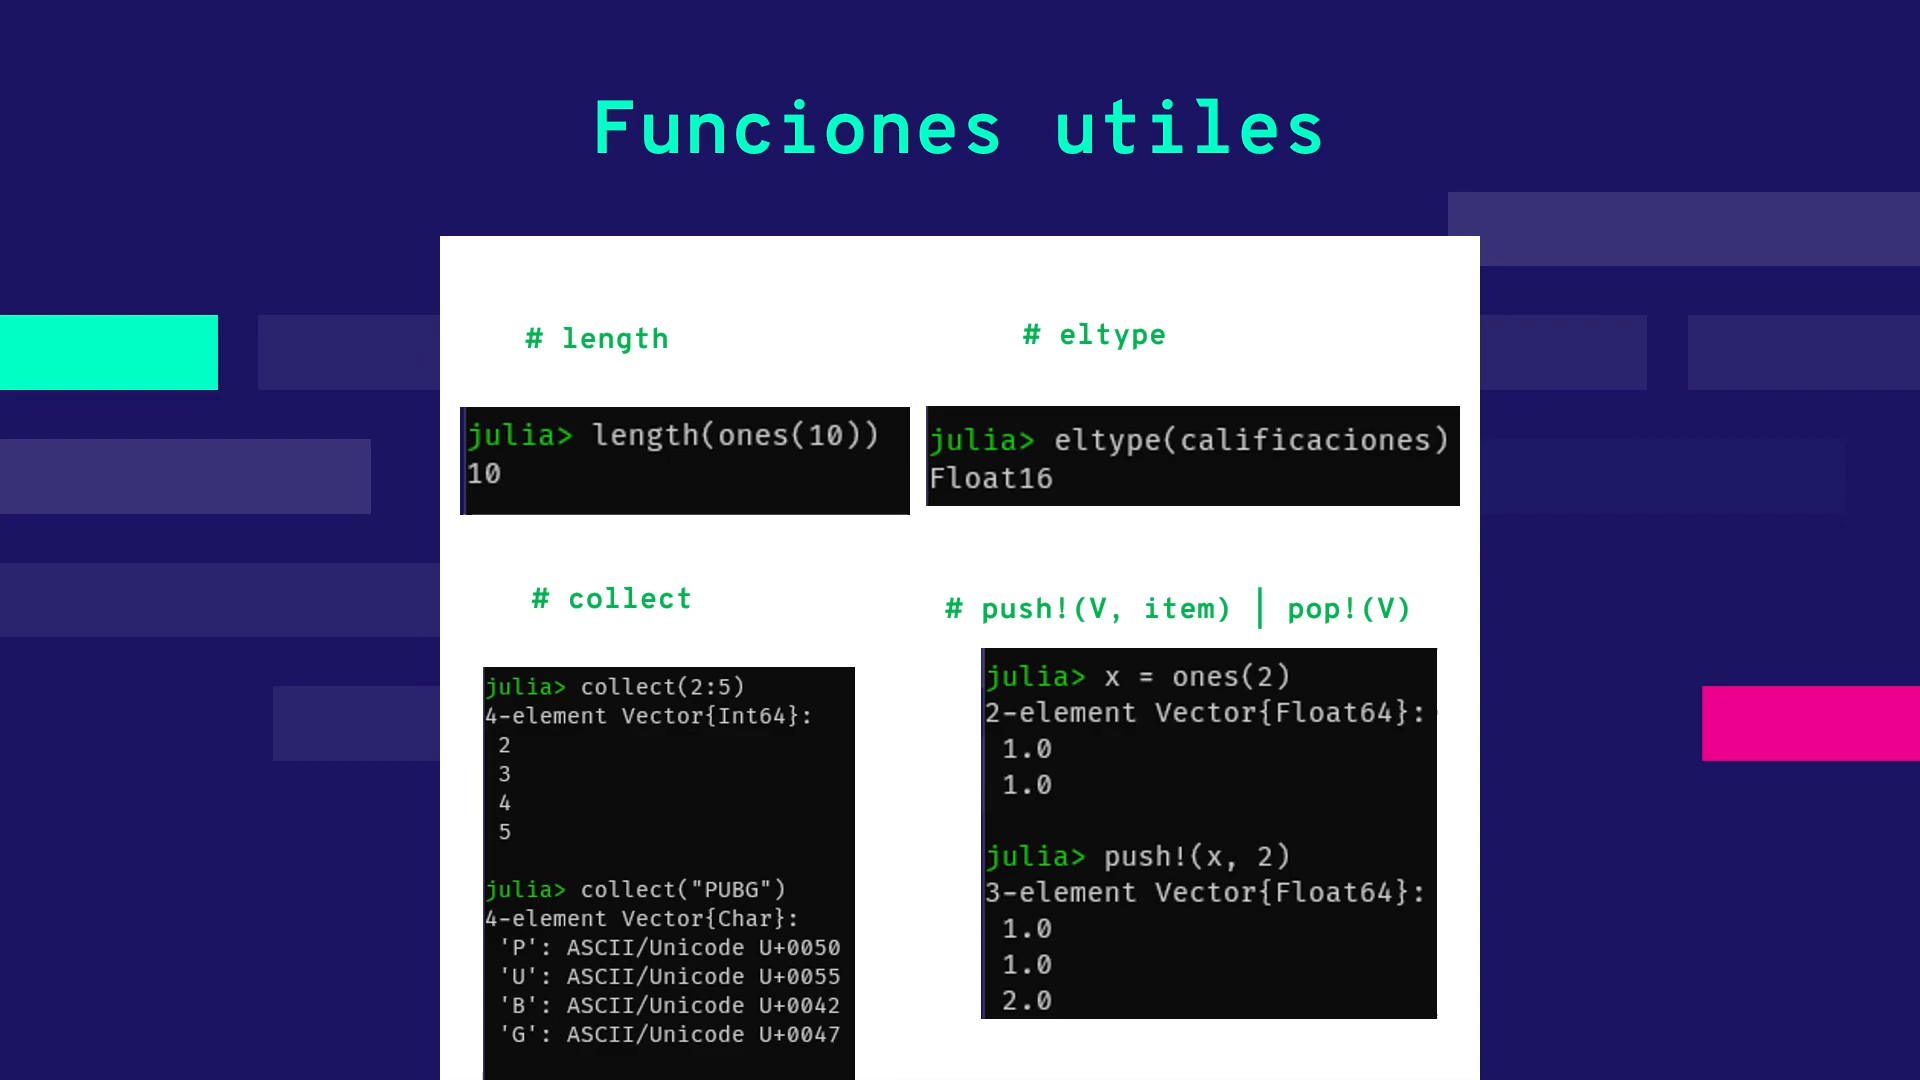 Funciones utiles
# length
julia> length(ones(10))
10
# eltype
julia> eltype(calificaciones)
Float16
# collect
julia> collect(2:5)
4-element Vector{Int64}:
2
3
4
5
julia> collect("PUBG")
4-element Vector{Char}:
'P': ASCII/Unicode U+0050
'U': ASCII/Unicode U+0055
'B': ASCII/Unicode U+0042
'G': ASCII/Unicode U+0047
# push!(V, item) | pop!(V)
julia> x = ones(2)
2-element Vector{Float64}:
1.0
1.0
julia> push!(x, 2)
3-element Vector{Float64}:
1.0
1.0
2.0